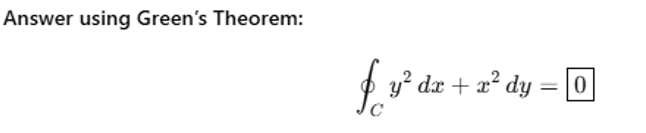 Answer using Green’s Theorem:
∮_C y² dx + x² dy = 0